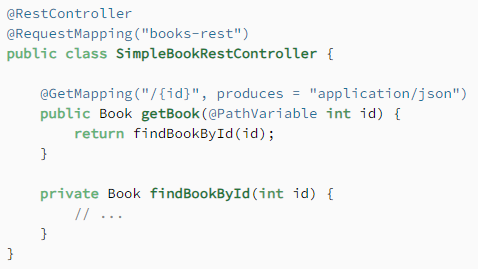 @RestController
@RequestMapping("books-rest")
public class SimpleBookRestController {
@GetMapping("/{id}", produces = "application/json")
public Book getBook(@PathVariable int id) {
return findBookById(id);
}
private Book findBookById(int id) {
// ...
}
}